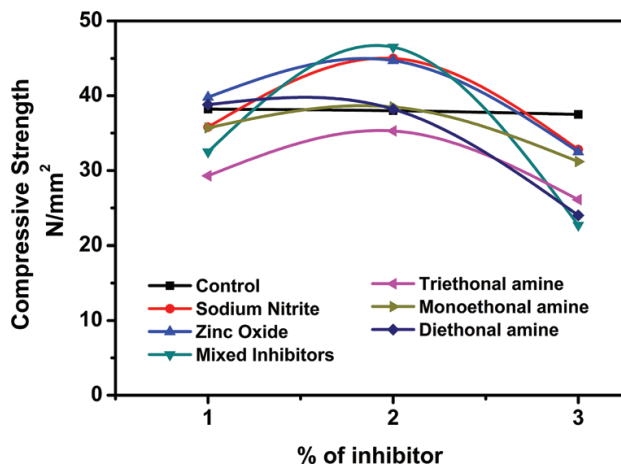 Compressive Strength
N/mm²
50
40
30
20
10
0
Control
Sodium Nitrite
Zinc Oxide
Mixed Inhibitors
Triethonal amine
Monoethonal amine
Diethonal amine
1 2 3
% of inhibitor